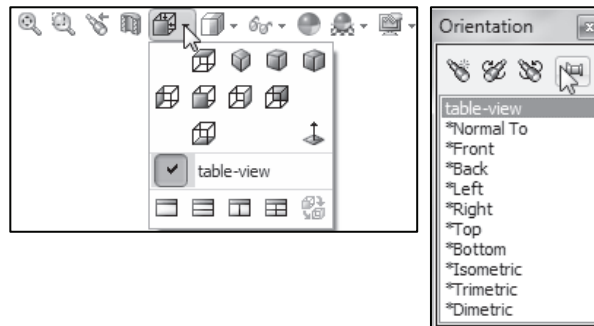 table-view
Orientation
table-view
*Normal To
*Front
*Back
*Left
*Right
*Top
*Bottom
*Isometric
*Trimetric
*Dimetric